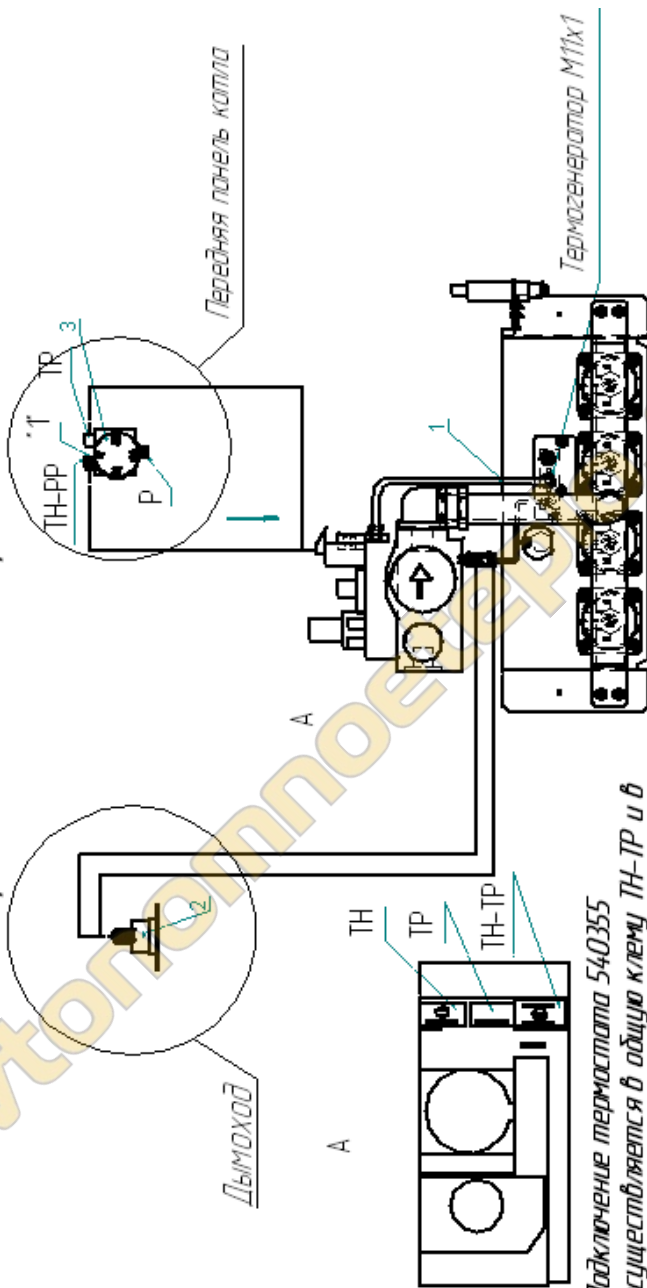 Передняя панель котла
ТН-РР
"1"
ТР
3
Р
Термогенератор М11х1
1
А
2
Дымоход
А
ТН
ТР
ТН-ТР
Подключение термостата 540355
осуществляется в общую клему ТН-ТР и в